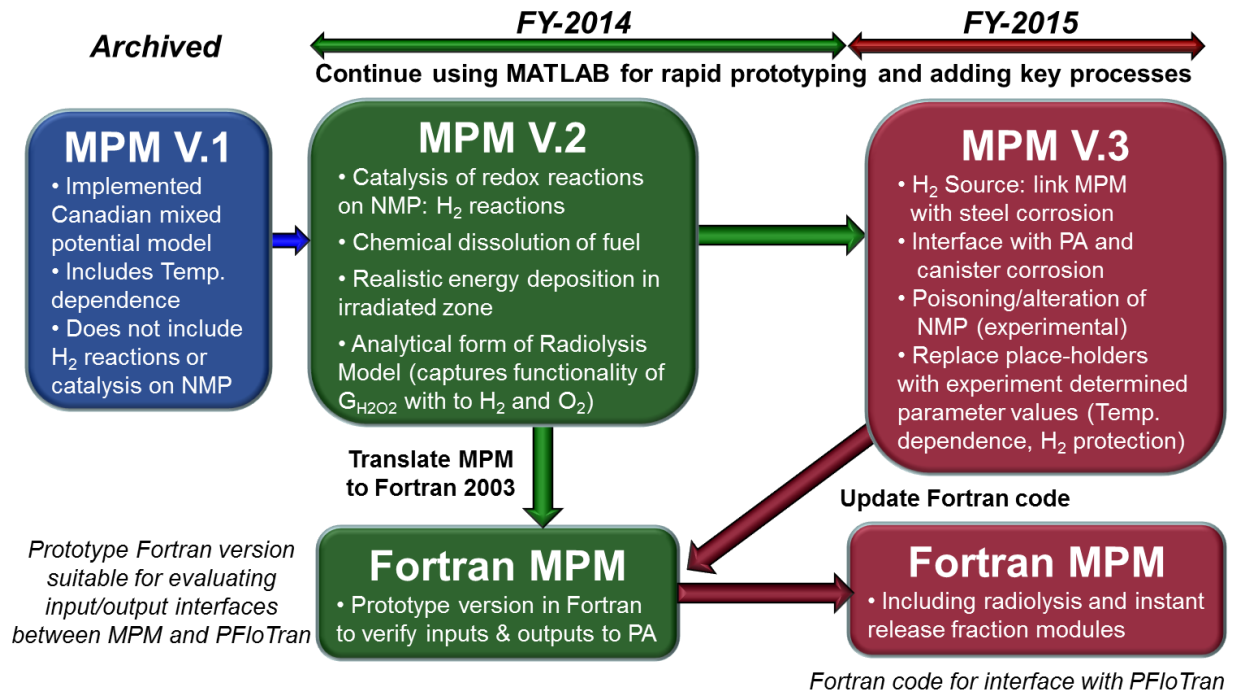 Archived
FY-2014
FY-2015
Continue using MATLAB for rapid prototyping and adding key processes
MPM V.1
• Implemented
Canadian mixed
potential model
• Includes Temp.
dependence
• Does not include
H2 reactions or
catalysis on NMP
MPM V.2
• Catalysis of redox reactions
on NMP: H2 reactions
• Chemical dissolution of fuel
• Realistic energy deposition in
irradiated zone
• Analytical form of Radiolysis
Model (captures functionality of
GH2O2 with to H2 and O2)
MPM V.3
• H2 Source: link MPM
with steel corrosion
• Interface with PA and
canister corrosion
• Poisoning/alteration of
NMP (experimental)
• Replace place-holders
with experiment determined
parameter values (Temp.
dependence, H2 protection)
Translate MPM
to Fortran 2003
Update Fortran code
Prototype Fortran version
suitable for evaluating
input/output interfaces
between MPM and PFloTran
Fortran MPM
• Prototype version in Fortran
to verify inputs & outputs to PA
Fortran MPM
• Including radiolysis and instant
release fraction modules
Fortran code for interface with PFloTran